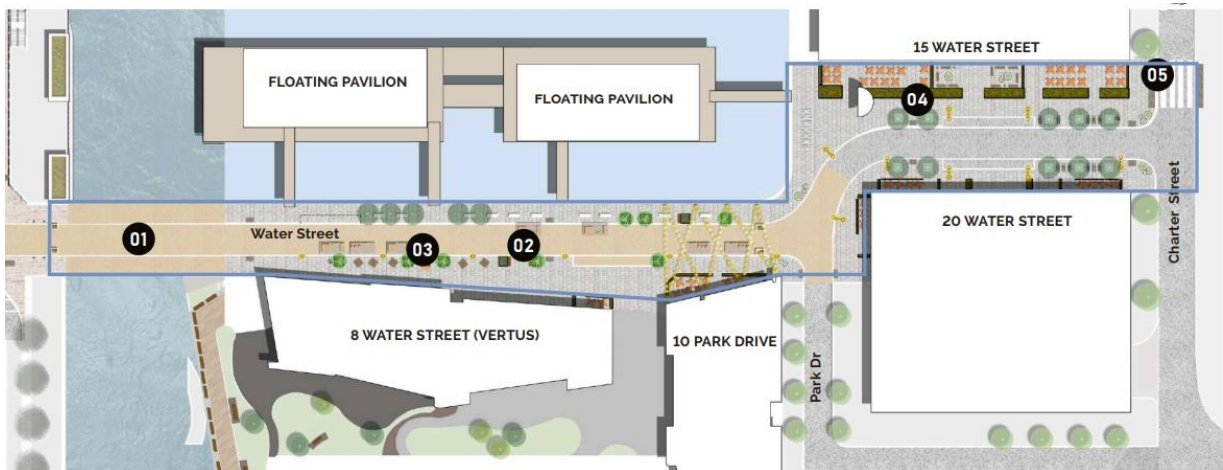 15 WATER STREET
05
FLOATING PAVILION
FLOATING PAVILION
04
20 WATER STREET
Charter Street
01
Water Street
03
02
8 WATER STREET (VERTUS)
10 PARK DRIVE
Park Dr